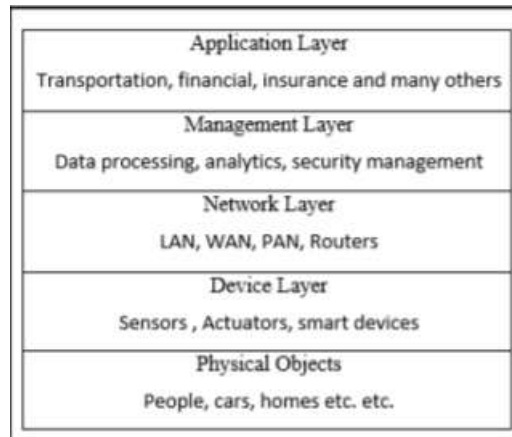 Application Layer
Transportation, financial, insurance and many others
Management Layer
Data processing, analytics, security management
Network Layer
LAN, WAN, PAN, Routers
Device Layer
Sensors , Actuators, smart devices
Physical Objects
People, cars, homes etc. etc.